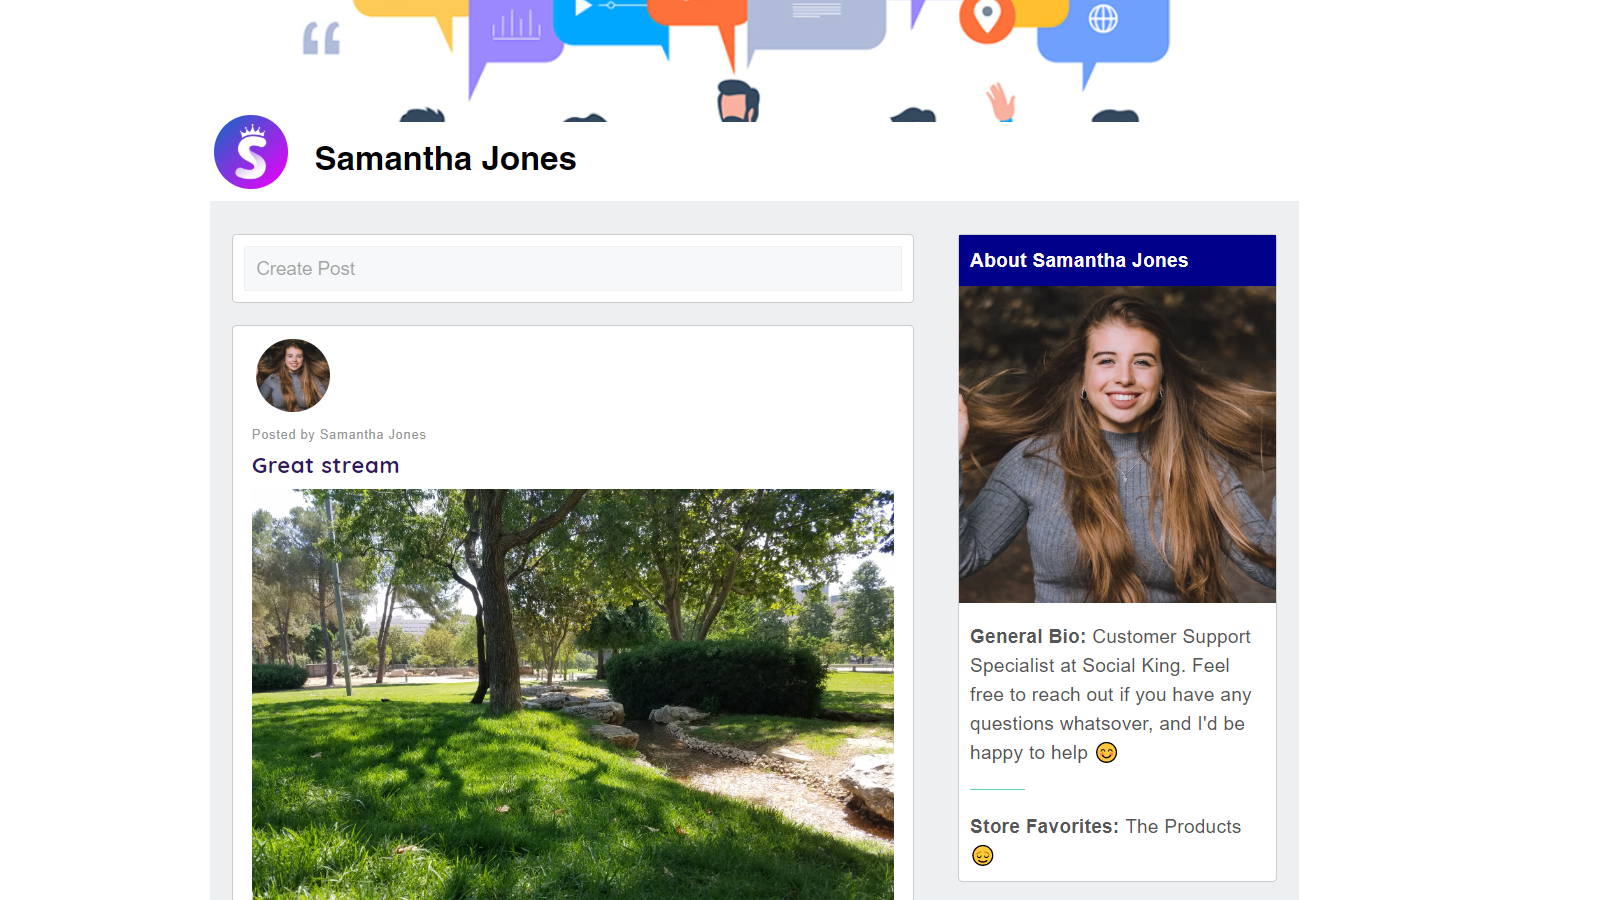 Samantha Jones
Create Post
Posted by Samantha Jones
Great stream
About Samantha Jones
General Bio: Customer Support
Specialist at Social King. Feel
free to reach out if you have any
questions whatsover, and I'd be
happy to help 😊
Store Favorites: The Products
😌